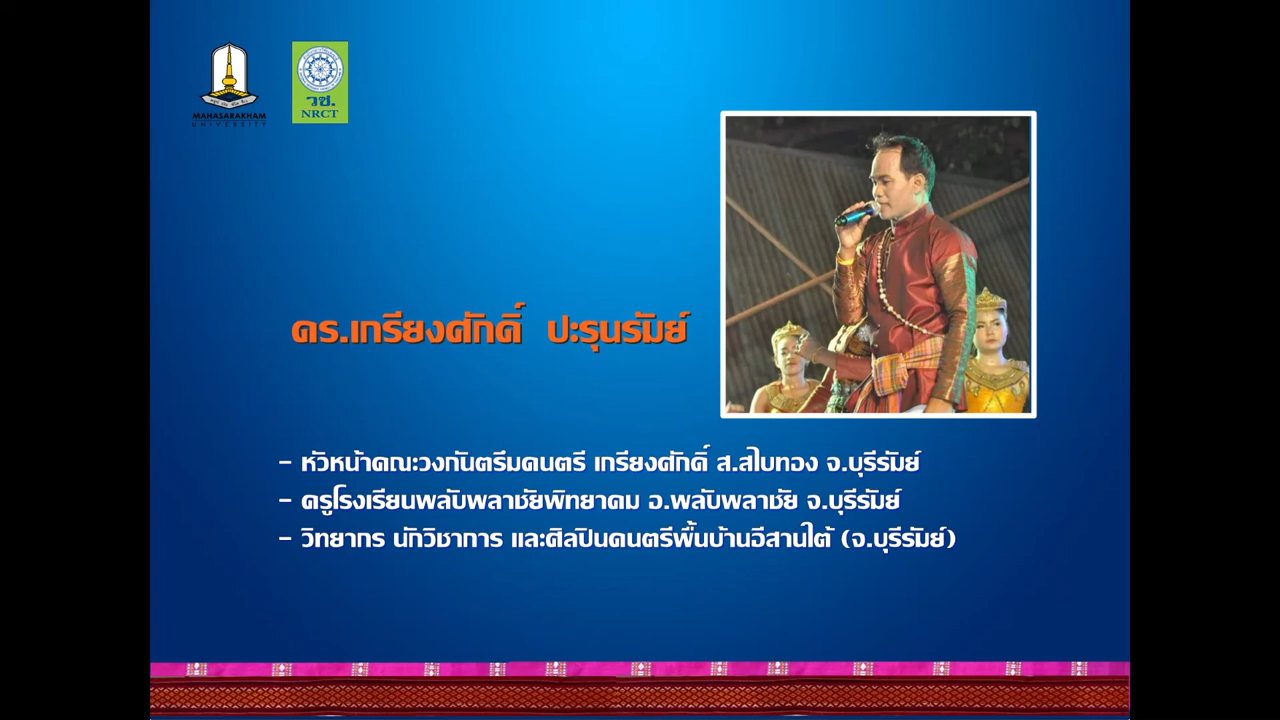 MAHASARAKHAM
UNIVERSITY
วช.
NRCT
ดร.เกรียงศักดิ์ ปะรุนรัมย์
- หัวหน้าคณะวงกันตรึมดนตรี เกรียงศักดิ์ ส.สไบทอง จ.บุรีรัมย์
- ครูโรงเรียนพลับพลาชัยพิทยาคม อ.พลับพลาชัย จ.บุรีรัมย์
- วิทยากร นักวิชาการ และศิลปินดนตรีพื้นบ้านอีสานใต้ (จ.บุรีรัมย์)